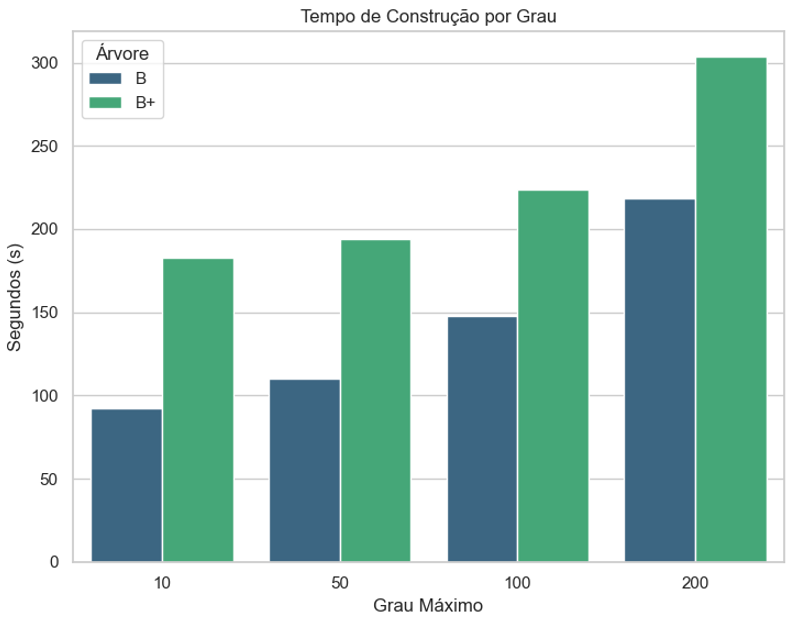 Tempo de Construção por Grau
Árvore
B
B+
300
250
200
150
100
50
0
Segundos (s)
10 50 100 200
Grau Máximo